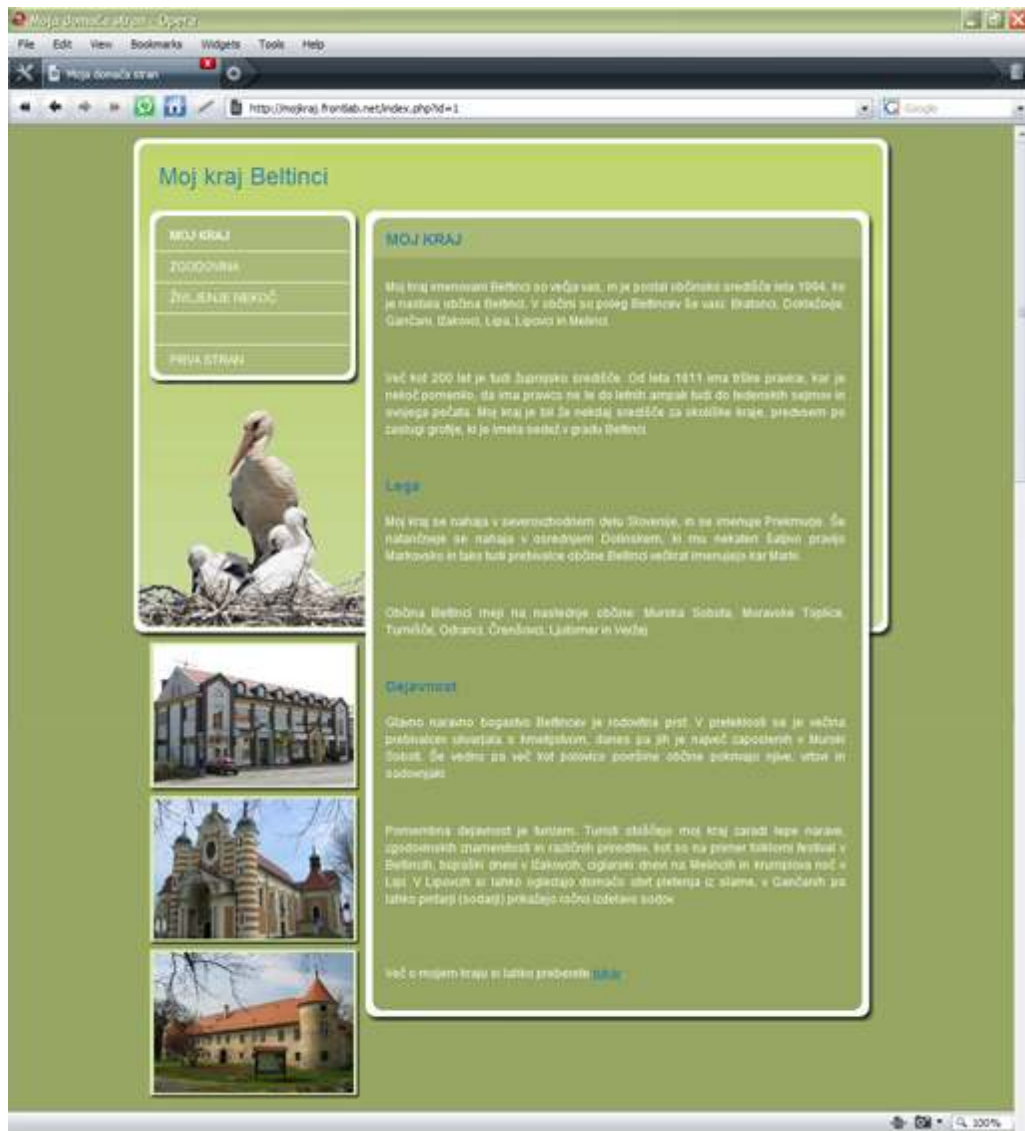 Moja domača stran - Opera
File Edit View Bookmarks Widgets Tools Help
Moja domača stran
http://mojkraj.frontlab.net/index.php?id=1
Google
Moj kraj Beltinci
MOJ KRAJ
ZGODOVINA
ŽIVLJENJE NEKOČ
PRVA STRAN
MOJ KRAJ
Moj kraj imenovani Beltinci so večja vas, in je postal občinsko središče leta 1994, ko
je nastala občina Beltinci. V občini so poleg Beltincev še vasi: Bratonci, Dokležovje,
Gančani, Ižakovci, Lipa, Lipovci in Melinci.
Več kot 200 let je tudi župnijsko središče. Od leta 1811 ima tržne pravice, kar je
nekoč pomenilo, da ima pravico ne le do letnih ampak tudi do tedenskih sejmov in
svojega pečata. Moj kraj je bil že nekdaj središče za okoliške kraje, predvsem po
zaslugi grofije, ki je imela sedež v gradu Beltinci.
Lega
Moj kraj se nahaja v severovzhodnem delu Slovenije, in se imenuje Prekmurje. Še
natančneje se nahaja v osrednjem Dolinskem, ki mu nekateri šaljivo pravijo
Markovsko in tako tudi prebivalce občine Beltinci večkrat imenujejo kar Marki.
Občina Beltinci meji na naslednje občine: Murska Sobota, Moravske Toplice,
Turnišče, Odranci, Črenšovci, Ljutomer in Veržej.
Dejavnost
Glavno naravno bogastvo Beltincev je rodovitna prst. V preteklosti se je večina
prebivalcev ukvarjala s kmetijstvom, danes pa jih je največ zaposlenih v Murski
Soboti. Še vedno pa več kot polovico površine občine pokrivajo njive, vrtovi in
sadovnjaki.
Pomembna dejavnost je turizem. Turisti obiščejo moj kraj zaradi lepe narave,
zgodovinskih znamenitosti in različnih prireditev, kot so na primer folklorni festival v
Beltincih, büjraški dnevi v Ižakovcih, ciglarski dnevi na Melincih in krumplova noč v
Lipi. V Lipovcih si lahko ogledajo domačo obrt pletenja iz slame, v Gančanih pa
lahko pintarji (sodarji) prikažejo ročno izdelavo sodov.
Več o mojem kraju si lahko preberete tukaj.
100%